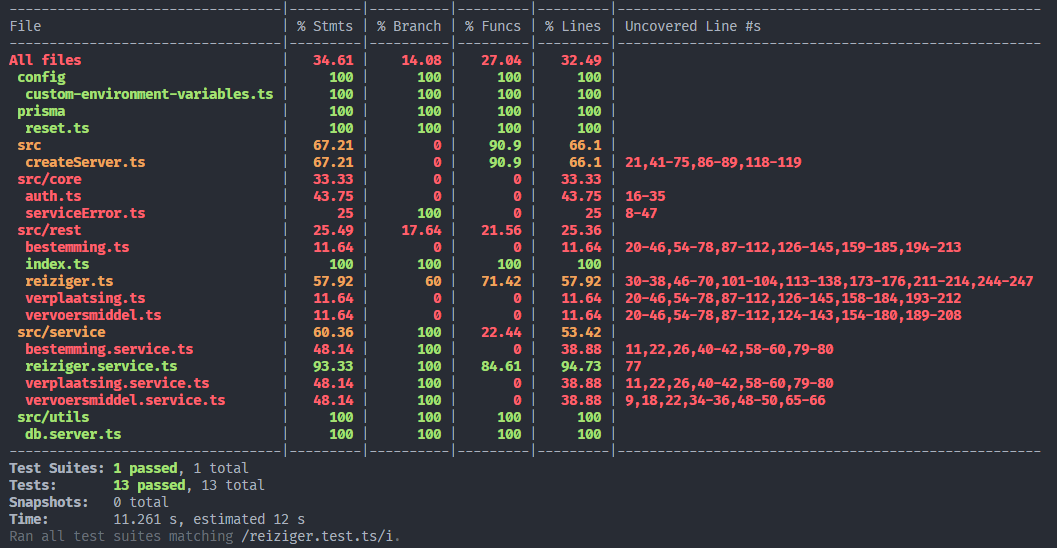 -------------------------------|---------|----------|---------|---------|------------------------------------------------
File                           | % Stmts | % Branch | % Funcs | % Lines | Uncovered Line #s
-------------------------------|---------|----------|---------|---------|------------------------------------------------
All files                      |   34.61 |    14.08 |   27.04 |   32.49 |
 config                        |     100 |      100 |     100 |     100 |
  custom-environment-variables.ts |     100 |      100 |     100 |     100 |
 prisma                        |     100 |      100 |     100 |     100 |
  reset.ts                     |     100 |      100 |     100 |     100 |
 src                           |   67.21 |        0 |    90.9 |    66.1 |
  createServer.ts              |   67.21 |        0 |    90.9 |    66.1 | 21,41-75,86-89,118-119
 src/core                      |   33.33 |        0 |       0 |   33.33 |
  auth.ts                      |   43.75 |        0 |       0 |   43.75 | 16-35
  serviceError.ts              |      25 |      100 |       0 |      25 | 8-47
 src/rest                      |   25.49 |    17.64 |   21.56 |   25.36 |
  bestemming.ts                |   11.64 |        0 |       0 |   11.64 | 20-46,54-78,87-112,126-145,159-185,194-213
  index.ts                     |     100 |      100 |     100 |     100 |
  reiziger.ts                  |   57.92 |       60 |   71.42 |   57.92 | 30-38,46-70,101-104,113-138,173-176,211-214,244-247
  verplaatsing.ts              |   11.64 |        0 |       0 |   11.64 | 20-46,54-78,87-112,126-145,158-184,193-212
  vervoersmiddel.ts            |   11.64 |        0 |       0 |   11.64 | 20-46,54-78,87-112,124-143,154-180,189-208
 src/service                   |   60.36 |      100 |   22.44 |   53.42 |
  bestemming.service.ts        |   48.14 |      100 |       0 |   38.88 | 11,22,26,40-42,58-60,79-80
  reiziger.service.ts          |   93.33 |      100 |   84.61 |   94.73 | 77
  verplaatsing.service.ts      |   48.14 |      100 |       0 |   38.88 | 11,22,26,40-42,58-60,79-80
  vervoersmiddel.service.ts    |   48.14 |      100 |       0 |   38.88 | 9,18,22,34-36,48-50,65-66
 src/utils                     |     100 |      100 |     100 |     100 |
  db.server.ts                 |     100 |      100 |     100 |     100 |
-------------------------------|---------|----------|---------|---------|------------------------------------------------
Test Suites: 1 passed, 1 total
Tests:       13 passed, 13 total
Snapshots:   0 total
Time:        11.261 s, estimated 12 s
Ran all test suites matching /reiziger.test.ts/i.